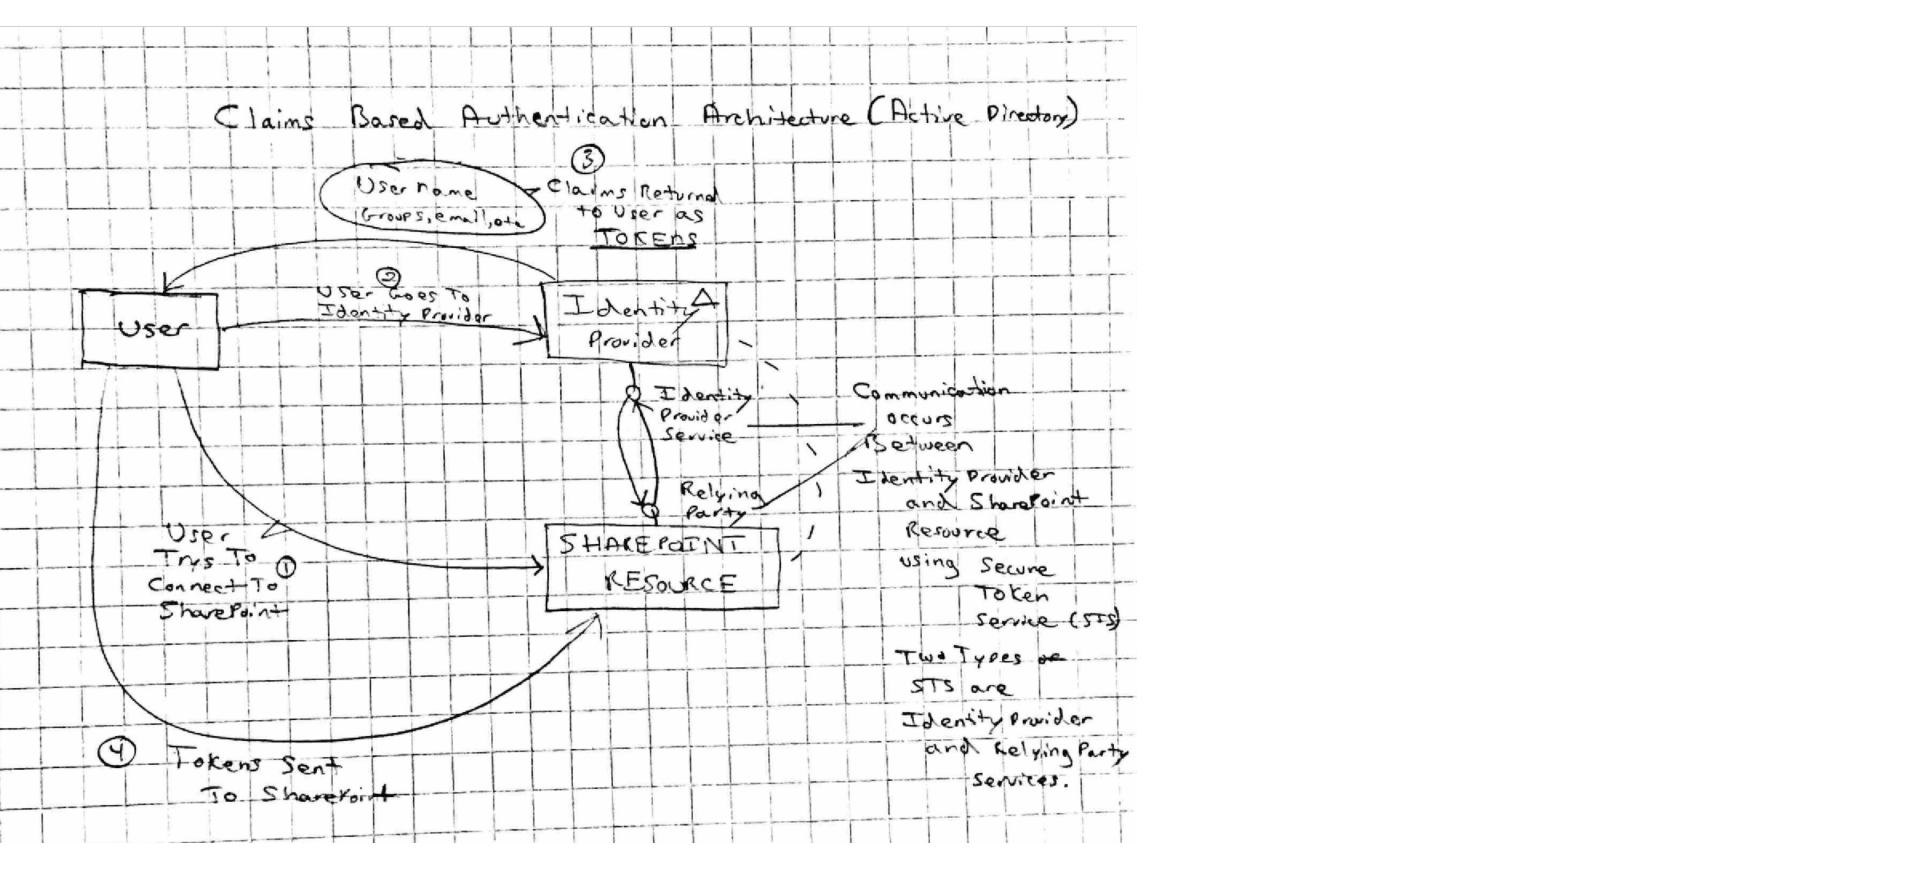 Claims Based Authentication Architecture (Active Directory)
③
User name
Groups, email, etc
Claims Returned
to User as
TOKENS
②
User Goes To
Identity Provider
User
Identity
Provider
Identity
Provider
Service
Communication
occurs
Between
Identity Provider
and SharePoint
Resource
using Secure
Token
Service (STS)
Relying
Party
User
Trys To ①
Connect To
SharePoint
SHAREPOINT
RESOURCE
Two Types of
STS are
Identity Provider
and Relying Party
Services.
④ Tokens Sent
To SharePoint